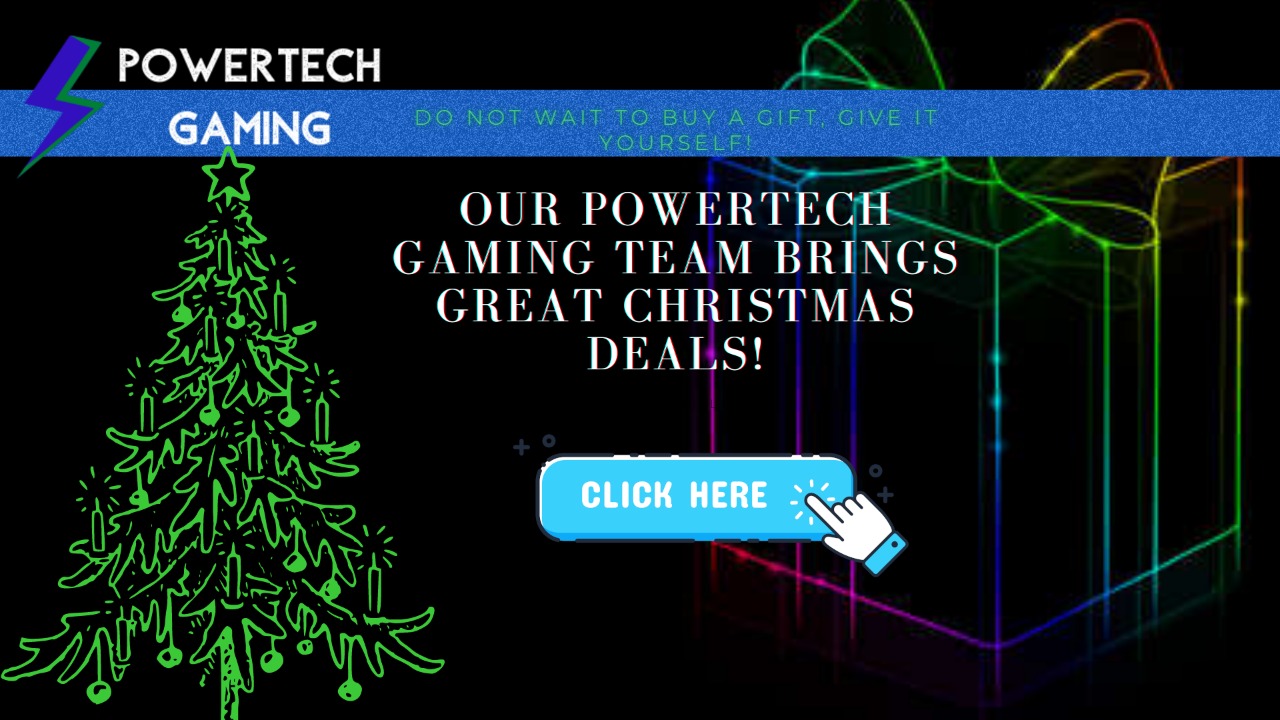 POWERTECH
GAMING
DO NOT WAIT TO BUY A GIFT, GIVE IT
YOURSELF!
OUR POWERTECH
GAMING TEAM BRINGS
GREAT CHRISTMAS
DEALS!
CLICK HERE